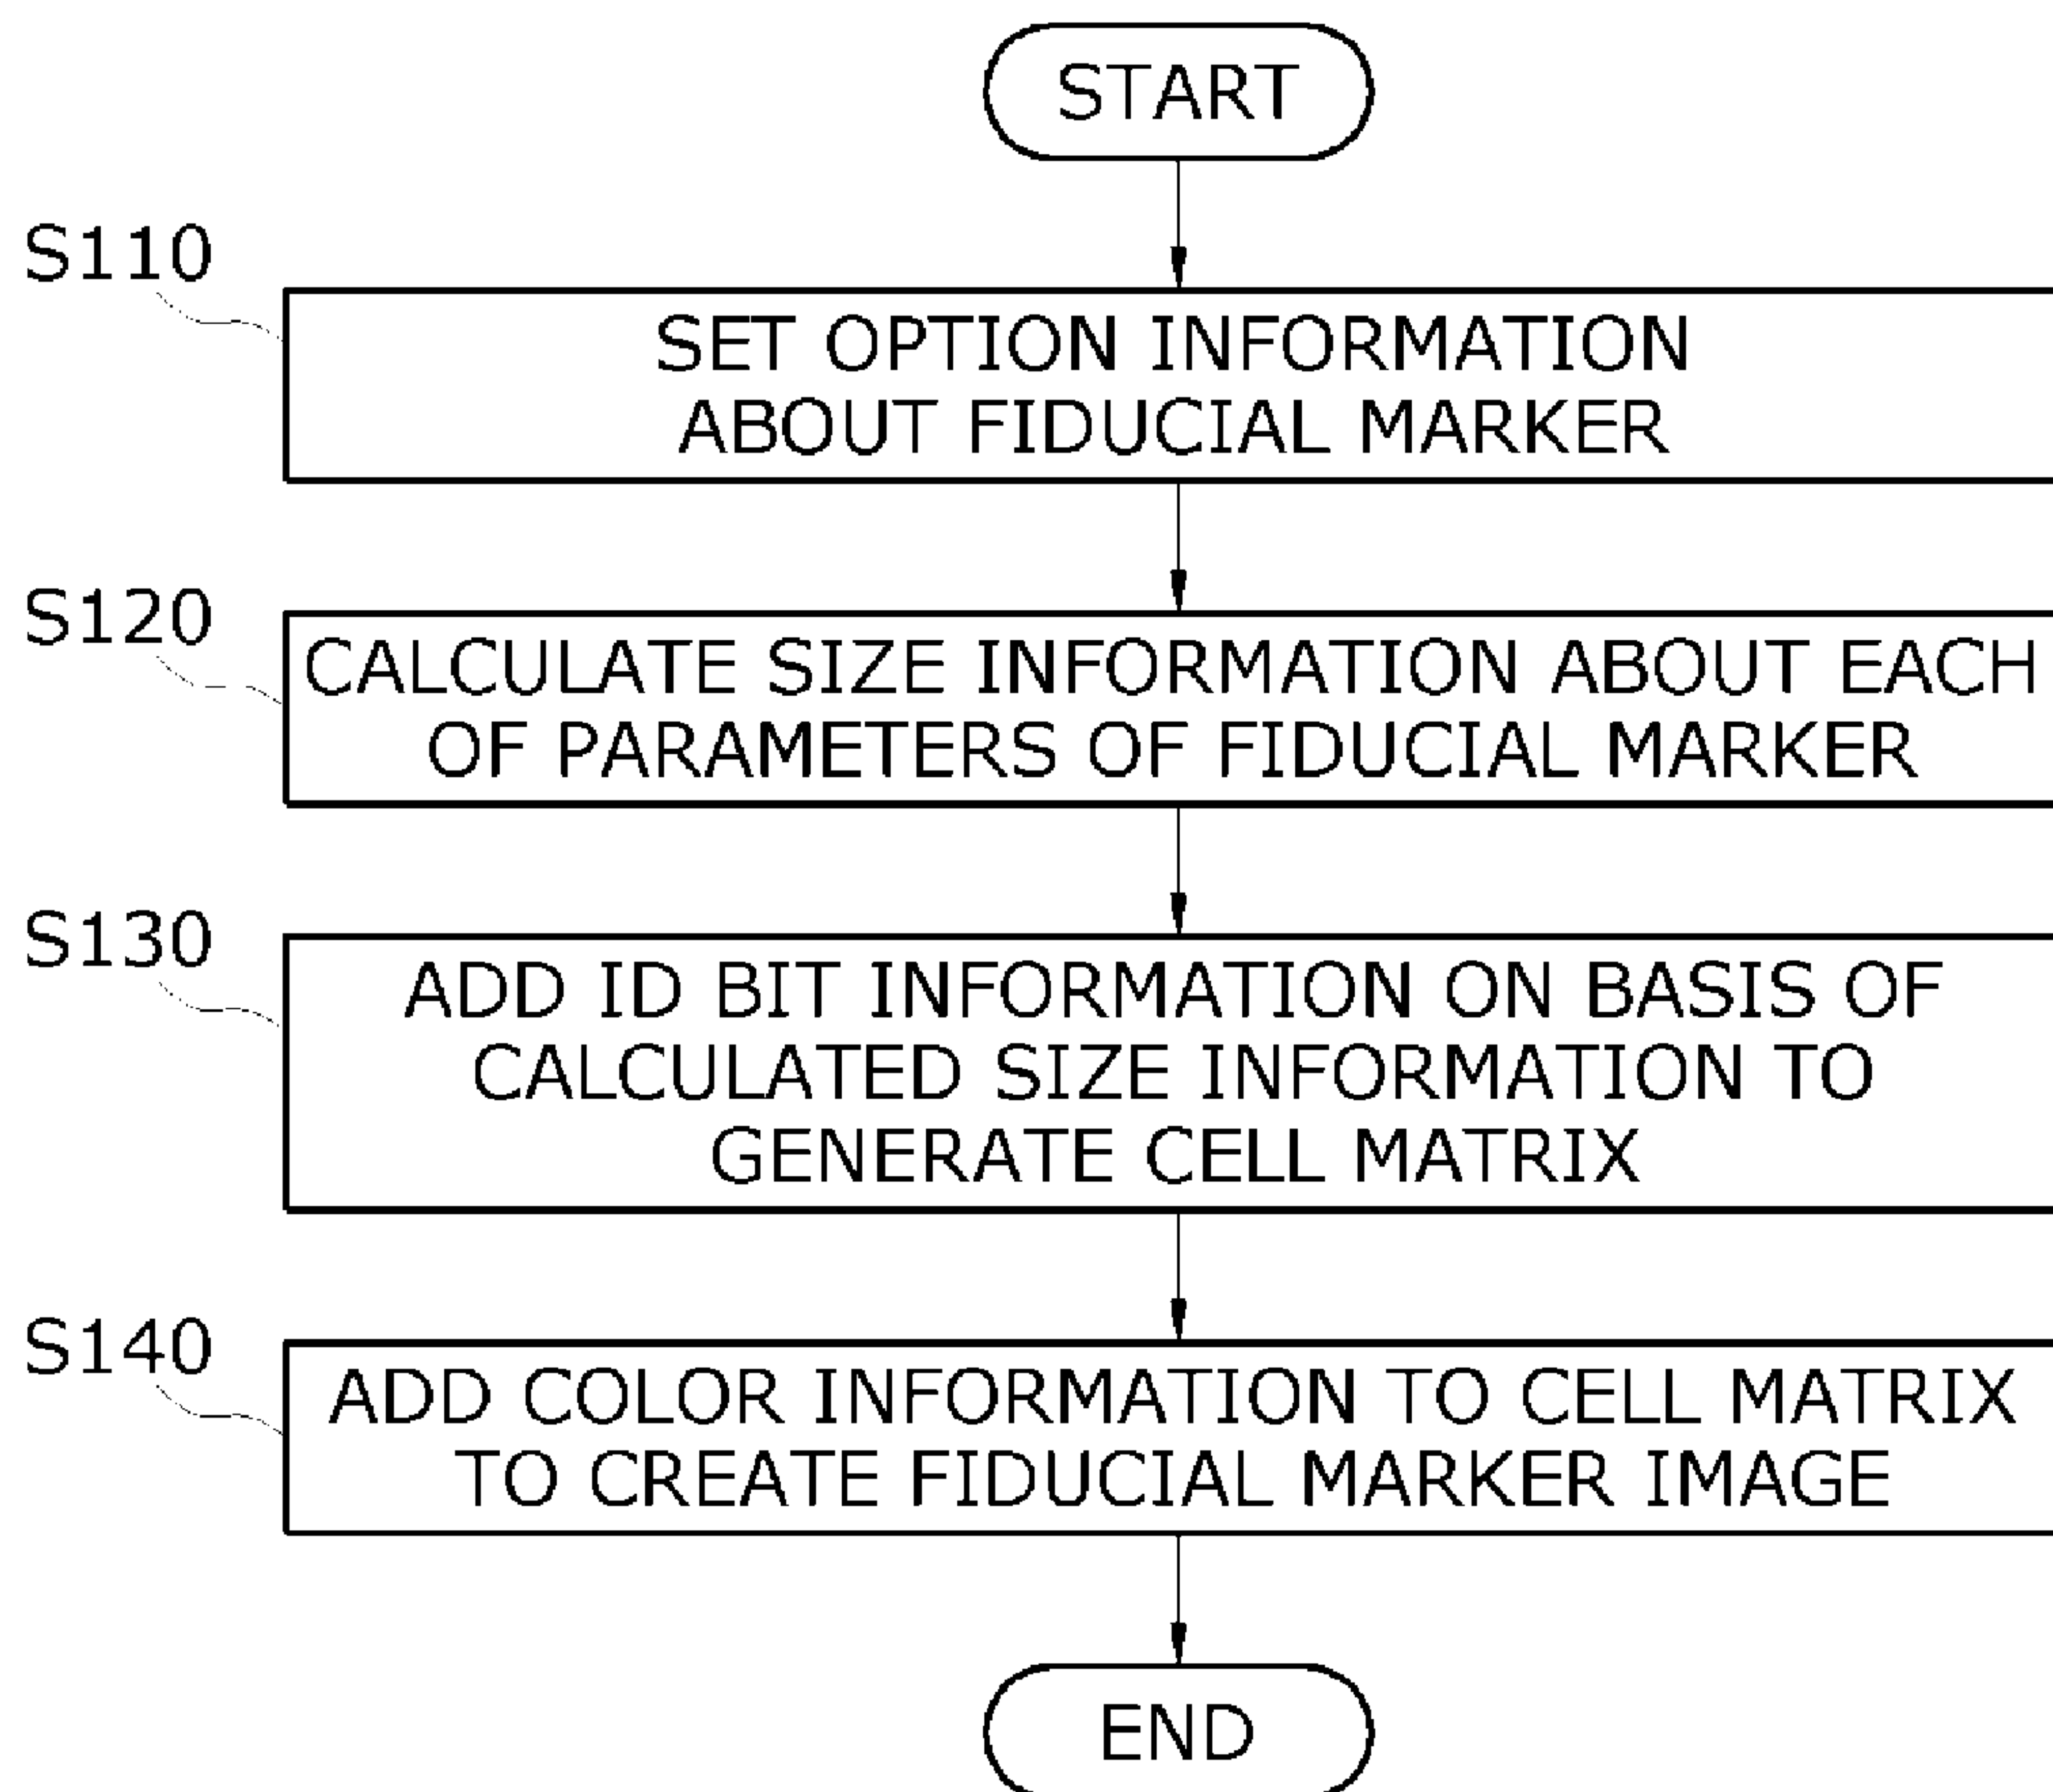 START
S110
SET OPTION INFORMATION
ABOUT FIDUCIAL MARKER
S120
CALCULATE SIZE INFORMATION ABOUT EACH
OF PARAMETERS OF FIDUCIAL MARKER
S130
ADD ID BIT INFORMATION ON BASIS OF
CALCULATED SIZE INFORMATION TO
GENERATE CELL MATRIX
S140
ADD COLOR INFORMATION TO CELL MATRIX
TO CREATE FIDUCIAL MARKER IMAGE
END